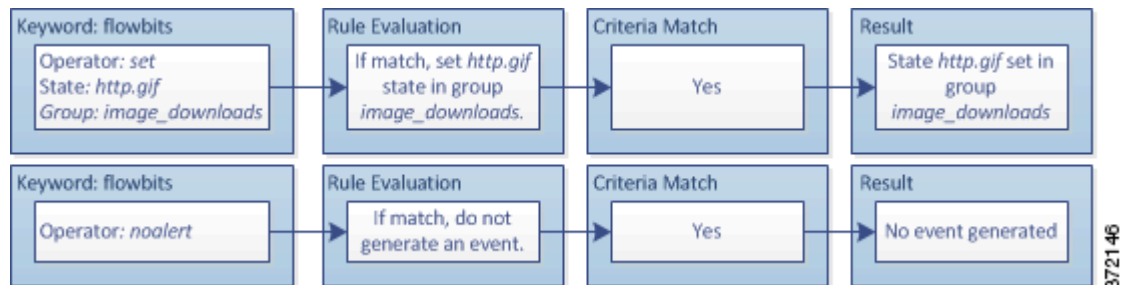 Keyword: flowbits
Operator: set
State: http.gif
Group: image_downloads
Rule Evaluation
If match, set http.gif
state in group
image_downloads.
Criteria Match
Yes
Result
State http.gif set in
group
image_downloads
Keyword: flowbits
Operator: noalert
Rule Evaluation
If match, do not
generate an event.
Criteria Match
Yes
Result
No event generated
372146